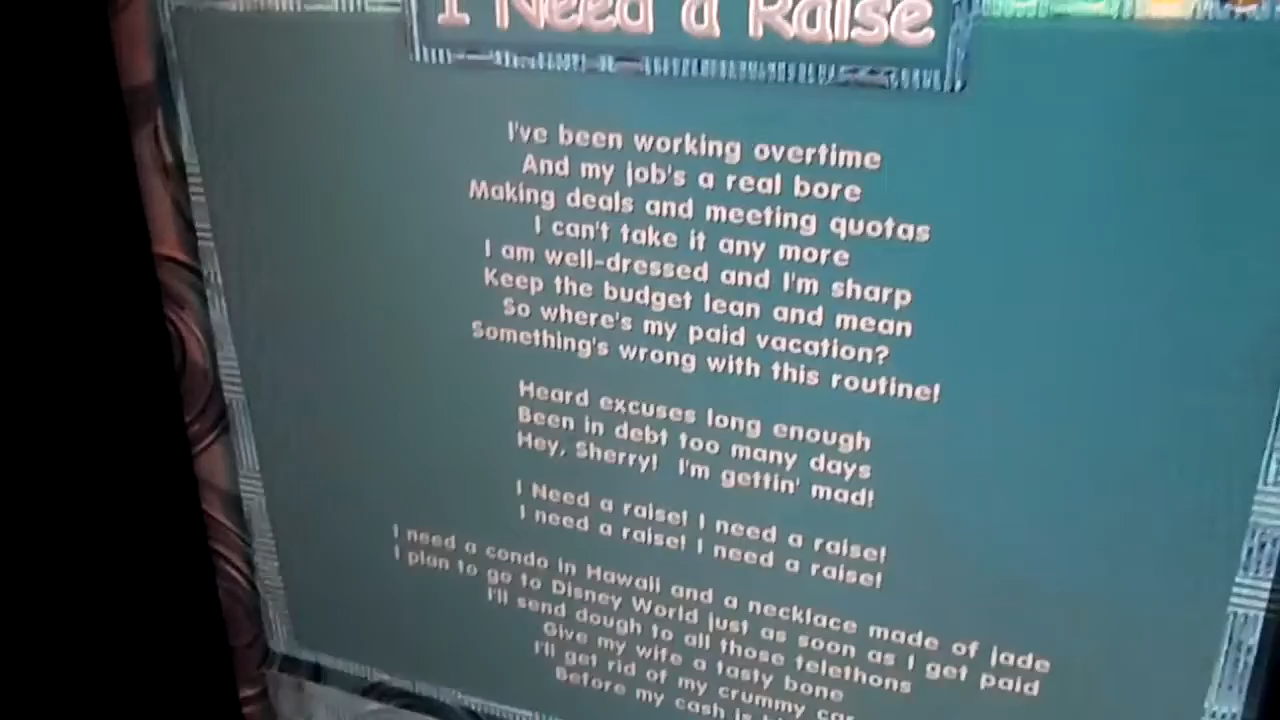 I Need a Raise
I've been working overtime
And my job's a real bore
Making deals and meeting quotas
I can't take it any more
I am well-dressed and I'm sharp
Keep the budget lean and mean
So where's my paid vacation?
Something's wrong with this routine!
Heard excuses long enough
Been in debt too many days
Hey, Sherry! I'm gettin' mad!
I Need a raise! I need a raise!
I need a raise! I need a raise!
I need a condo in Hawaii and a necklace made of jade
I plan to go to Disney World just as soon as I get paid
I'll send dough to all those telethons
Give my wife a tasty bone
I'll get rid of my crummy car
Before my cash is